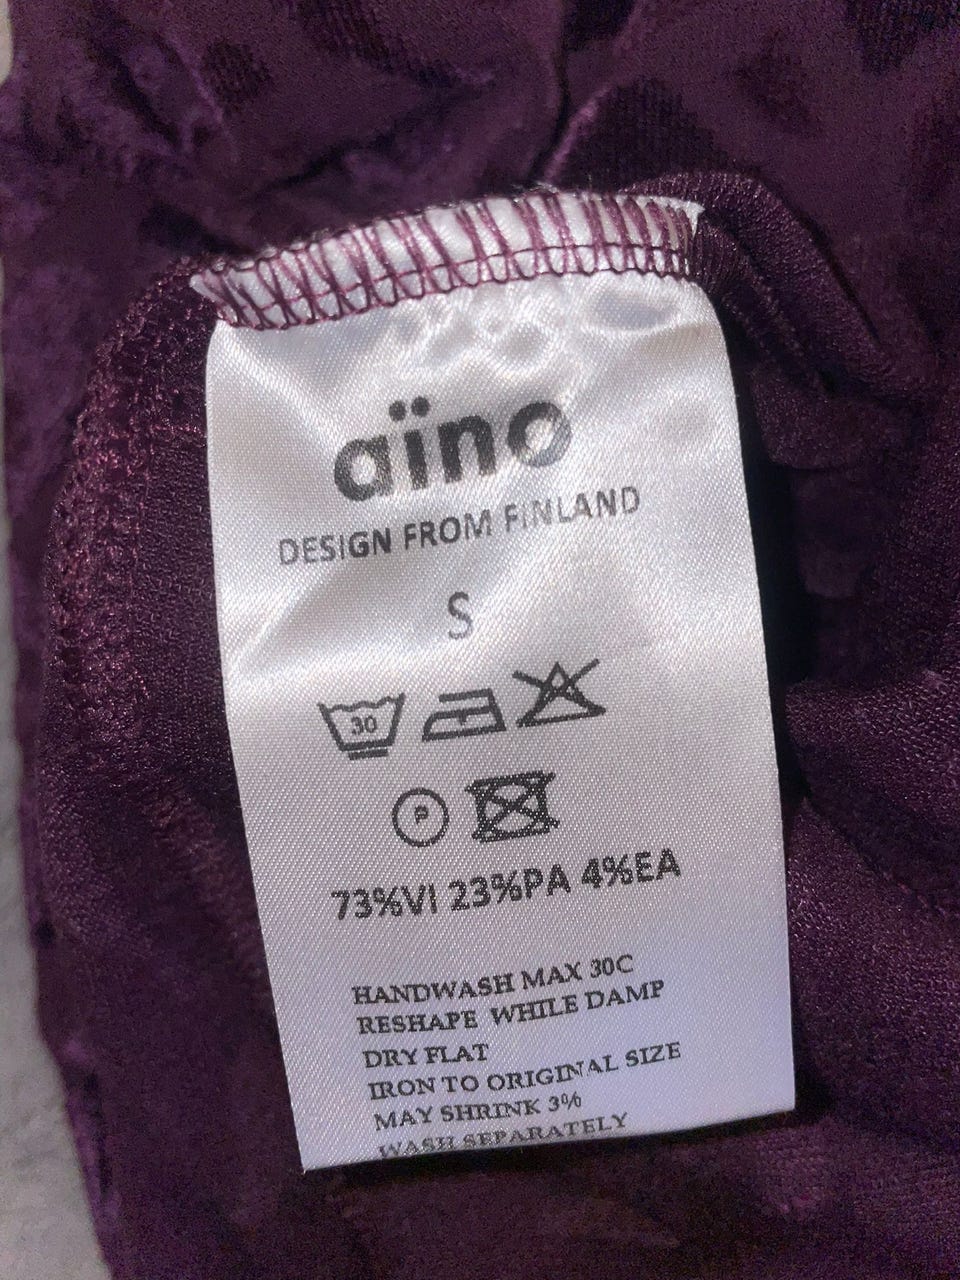 aïno
DESIGN FROM FINLAND
S
30
P
73%VI 23%PA 4%EA
HANDWASH MAX 30C
RESHAPE WHILE DAMP
DRY FLAT
IRON TO ORIGINAL SIZE
MAY SHRINK 3%
WASH SEPARATELY